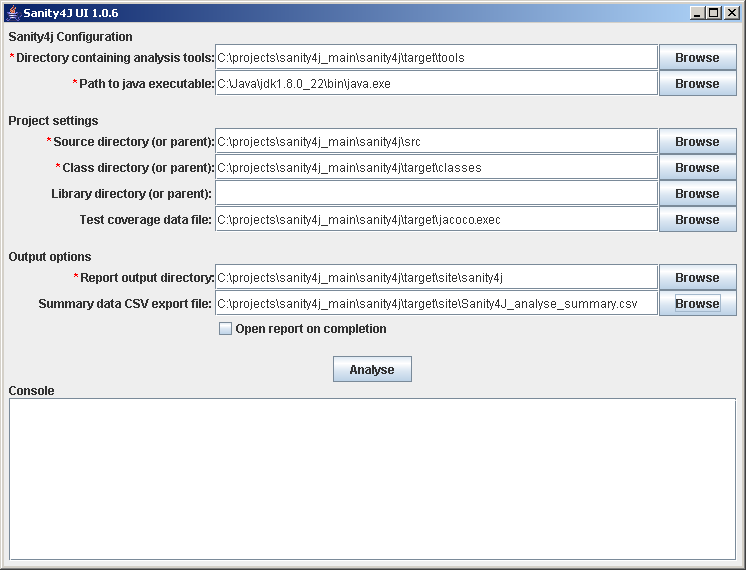 Sanity4J UI 1.0.6
Sanity4j Configuration
*Directory containing analysis tools: C:\projects\sanity4j_main\sanity4j\target\tools Browse
*Path to java executable: C:\Java\jdk1.8.0_22\bin\java.exe Browse
Project settings
*Source directory (or parent): C:\projects\sanity4j_main\sanity4j\src Browse
*Class directory (or parent): C:\projects\sanity4j_main\sanity4j\target\classes Browse
Library directory (or parent): Browse
Test coverage data file: C:\projects\sanity4j_main\sanity4j\target\jacoco.exec Browse
Output options
*Report output directory: C:\projects\sanity4j_main\sanity4j\target\site\sanity4j Browse
Summary data CSV export file: C:\projects\sanity4j_main\sanity4j\target\site\Sanity4J_analyse_summary.csv Browse
Open report on completion
Analyse
Console